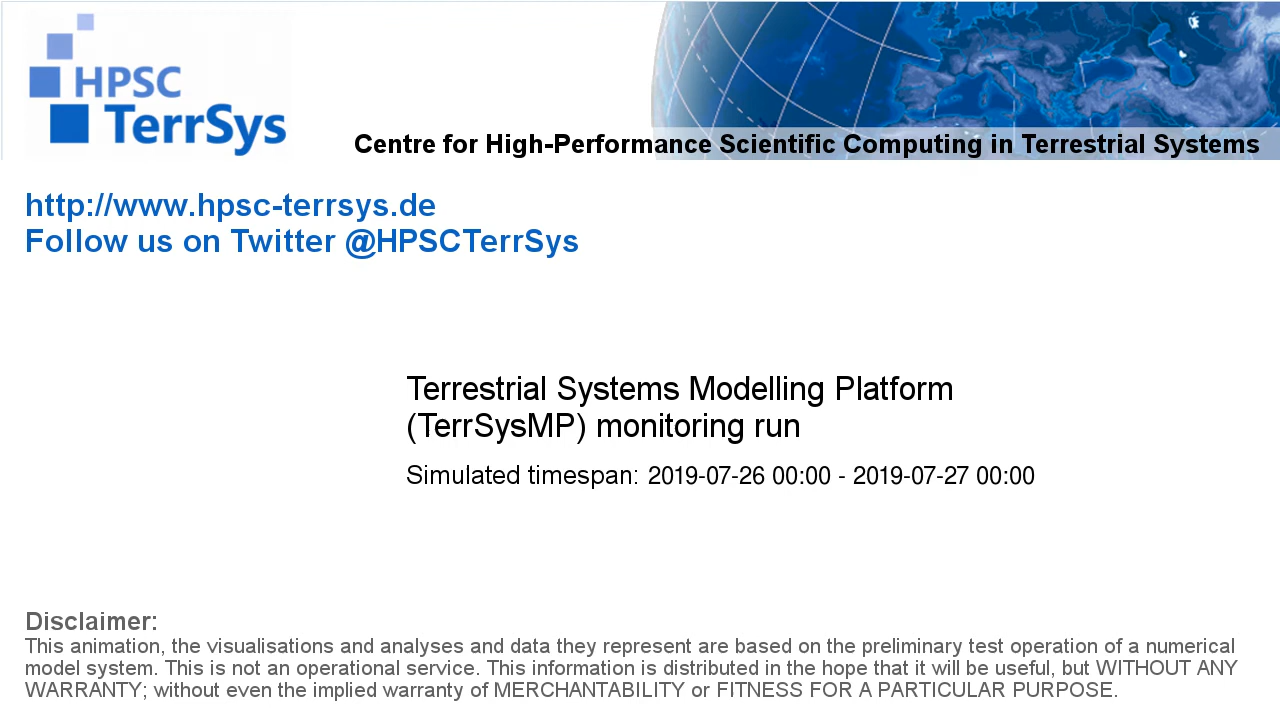 HPSC
TerrSys
Centre for High-Performance Scientific Computing in Terrestrial Systems
http://www.hpsc-terrsys.de
Follow us on Twitter @HPSCTerrSys
Terrestrial Systems Modelling Platform
(TerrSysMP) monitoring run
Simulated timespan: 2019-07-26 00:00 - 2019-07-27 00:00
Disclaimer:
This animation, the visualisations and analyses and data they represent are based on the preliminary test operation of a numerical
model system. This is not an operational service. This information is distributed in the hope that it will be useful, but WITHOUT ANY
WARRANTY; without even the implied warranty of MERCHANTABILITY or FITNESS FOR A PARTICULAR PURPOSE.